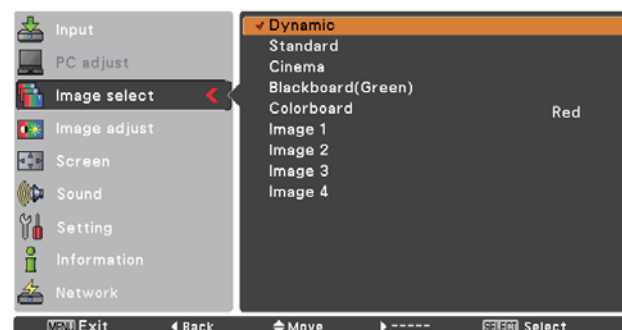 Input
PC adjust
Image select
Image adjust
Screen
Sound
Setting
Information
Network
Dynamic
Standard
Cinema
Blackboard(Green)
Colorboard Red
Image 1
Image 2
Image 3
Image 4
MENU Exit Back Move ----- SELECT Select